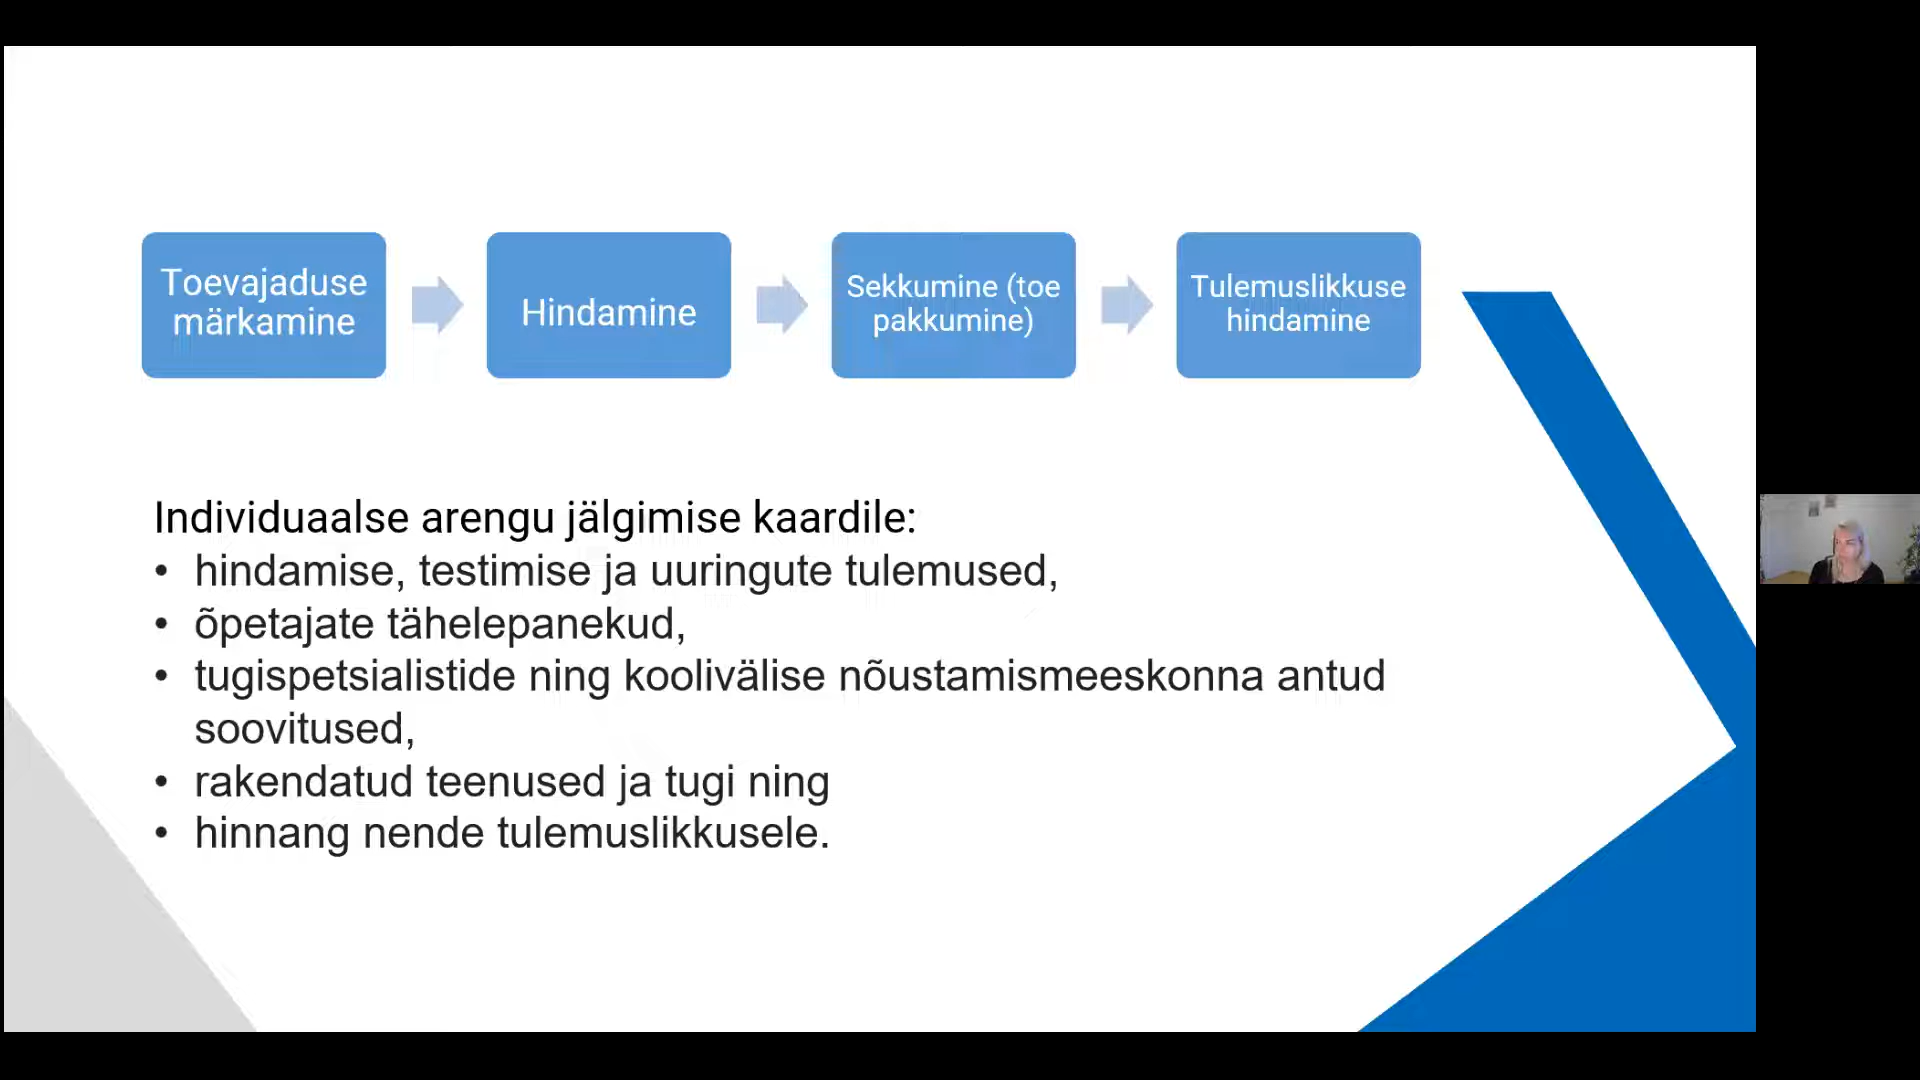 Toevajaduse
märkamine
Hindamine
Sekkumine (toe
pakkumine)
Tulemuslikkuse
hindamine
Individuaalse arengu jälgimise kaardile:
• hindamise, testimise ja uuringute tulemused,
• õpetajate tähelepanekud,
• tugispetsialistide ning koolivälise nõustamismeeskonna antud
soovitused,
• rakendatud teenused ja tugi ning
• hinnang nende tulemuslikkusele.